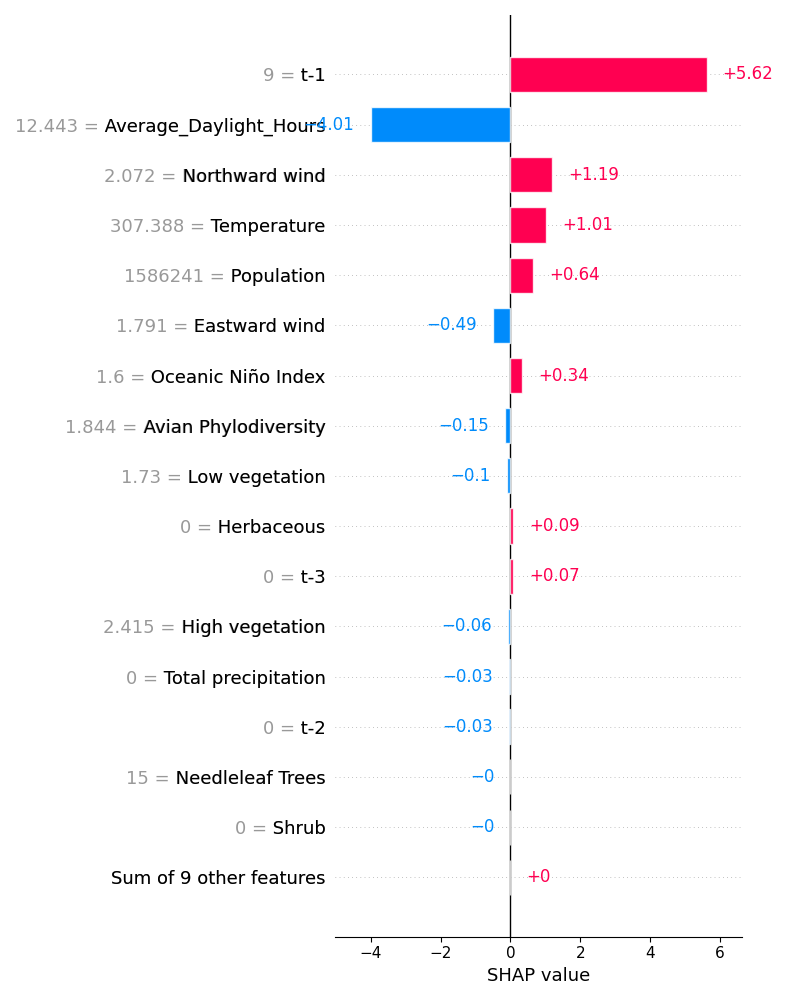 9 = t-1 +5.62
12.443 = Average_Daylight_Hours −4.01
2.072 = Northward wind +1.19
307.388 = Temperature +1.01
1586241 = Population +0.64
1.791 = Eastward wind −0.49
1.6 = Oceanic Niño Index +0.34
1.844 = Avian Phylodiversity −0.15
1.73 = Low vegetation −0.1
0 = Herbaceous +0.09
0 = t-3 +0.07
2.415 = High vegetation −0.06
0 = Total precipitation −0.03
0 = t-2 −0.03
15 = Needleleaf Trees −0
0 = Shrub −0
Sum of 9 other features +0
−4 −2 0 2 4 6
SHAP value